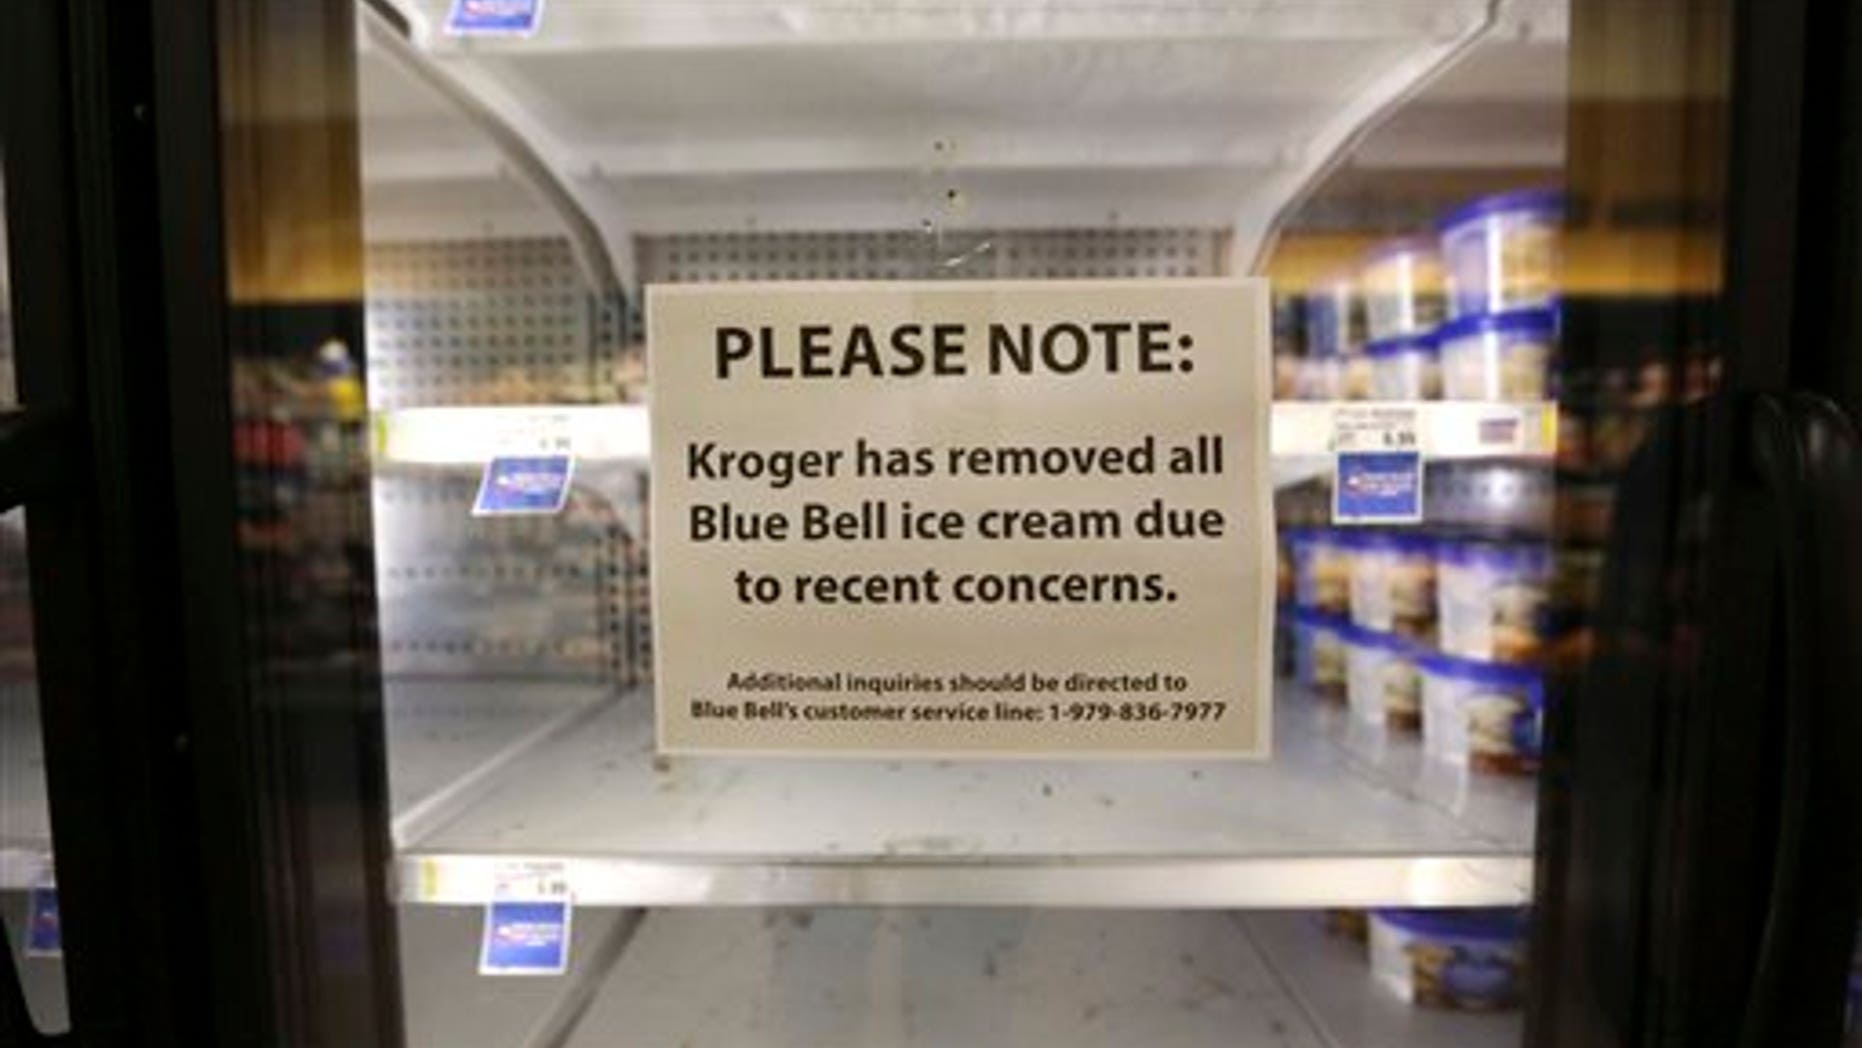 PLEASE NOTE:
Kroger has removed all
Blue Bell ice cream due
to recent concerns.
Additional inquiries should be directed to
Blue Bell's customer service line: 1-979-836-7977